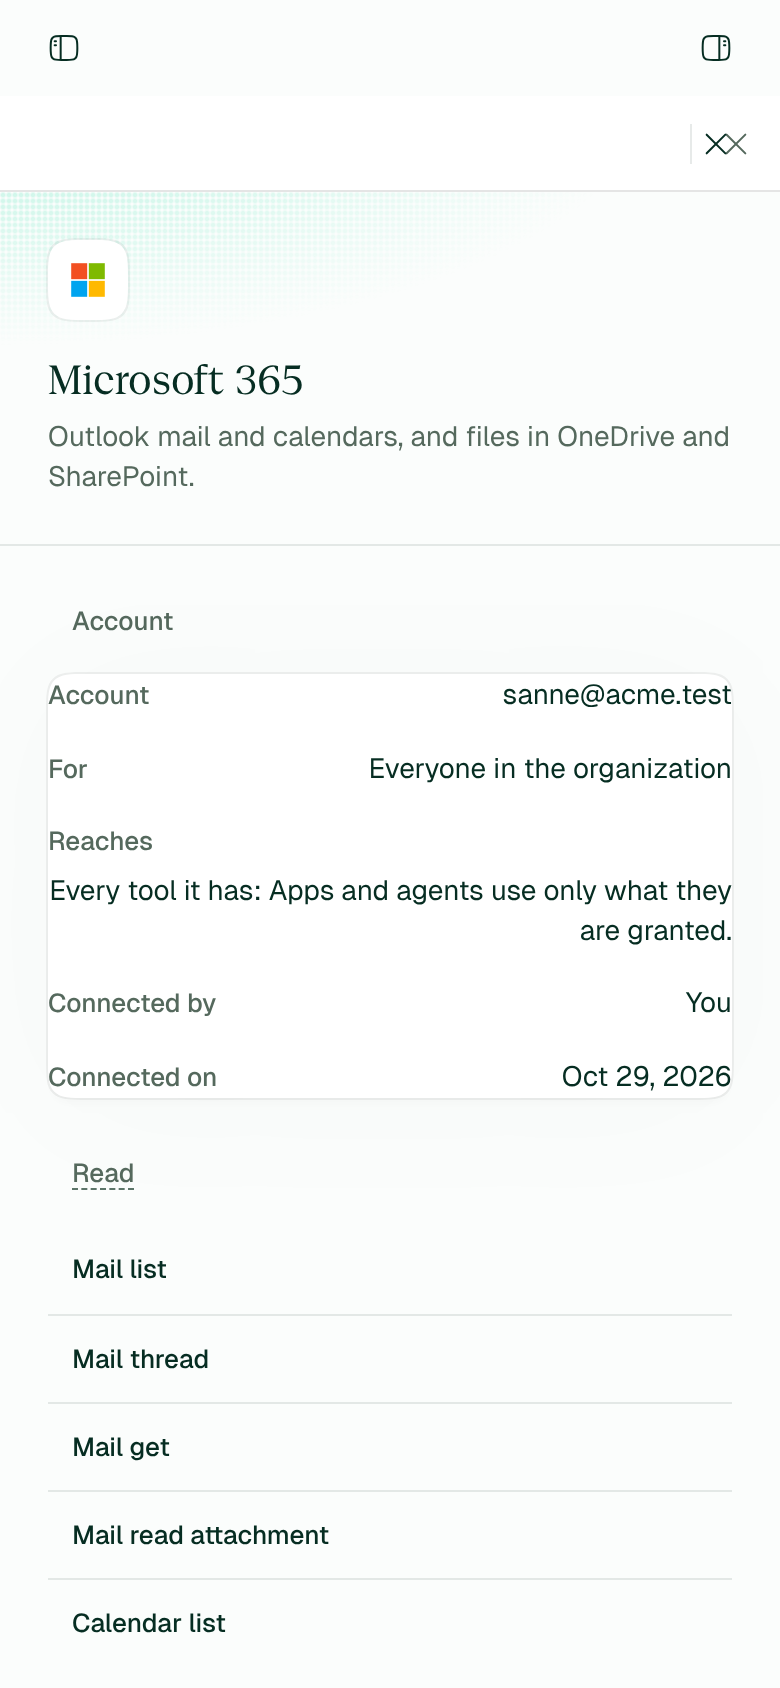 Microsoft 365
Outlook mail and calendars, and files in OneDrive and
SharePoint.
Account
Account sanne@acme.test
For Everyone in the organization
Reaches
Every tool it has: Apps and agents use only what they
are granted.
Connected by You
Connected on Oct 29, 2026
Read
Mail list
Mail thread
Mail get
Mail read attachment
Calendar list